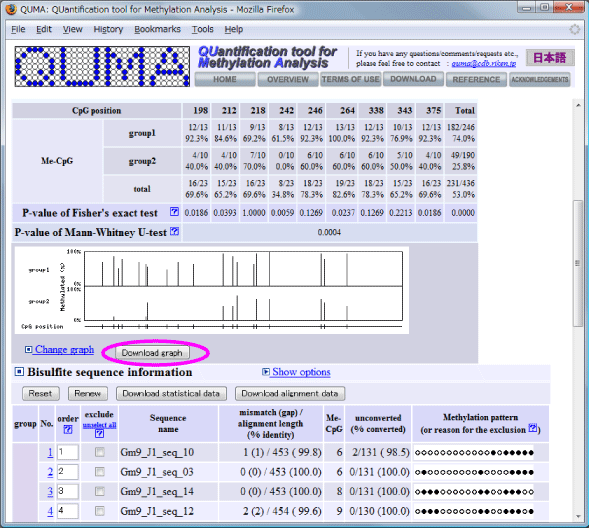 QUMA: QUantification tool for Methylation Analysis - Mozilla Firefox
File Edit View History Bookmarks Tools Help
QUMA
QUantification tool for
Methylation Analysis
If you have any questions/comments/requests etc.,
please feel free to contact : quma@cdb.riken.jp
日本語
HOME OVERVIEW TERMS OF USE DOWNLOAD REFERENCE ACKNOWLEDGEMENTS
CpG position 198 212 218 242 246 264 338 343 375 Total
Me-CpG
group1 12/13 11/13 9/13 8/13 12/13 13/13 12/13 10/13 12/13 182/246
92.3% 84.6% 69.2% 61.5% 92.3% 100.0% 92.3% 76.9% 92.3% 74.0%
group2 4/10 4/10 7/10 0/10 6/10 6/10 6/10 5/10 4/10 49/190
40.0% 40.0% 70.0% 0.0% 60.0% 60.0% 60.0% 50.0% 40.0% 25.8%
total 16/23 15/23 16/23 8/23 18/23 19/23 18/23 15/23 16/23 231/436
69.6% 65.2% 69.6% 34.8% 78.3% 82.6% 78.3% 65.2% 69.6% 53.0%
P-value of Fisher's exact test ? 0.0186 0.0393 1.0000 0.0059 0.1269 0.0237 0.1269 0.2213 0.0186 0.0000
P-value of Mann-Whitney U-test ? 0.0004
Methylated (%)
100%
group1
0%
100%
group2
0%
CpG position
Change graph Download graph
Bisulfite sequence information Show options
Reset Renew Download statistical data Download alignment data
group No. order ? exclude unselect all ? Sequence name mismatch (gap) / alignment length (% identity) Me-CpG unconverted (% converted) Methylation pattern (or reason for the exclusion ?)
1 1 Gm9_J1_seq_10 1 (1) / 453 ( 99.8) 6 2/131 ( 98.5)
2 2 Gm9_J1_seq_03 0 (0) / 453 (100.0) 6 0/131 (100.0)
3 3 Gm9_J1_seq_14 0 (0) / 453 (100.0) 8 0/131 (100.0)
4 4 Gm9_J1_seq_12 2 (2) / 454 ( 99.6) 9 0/130 (100.0)